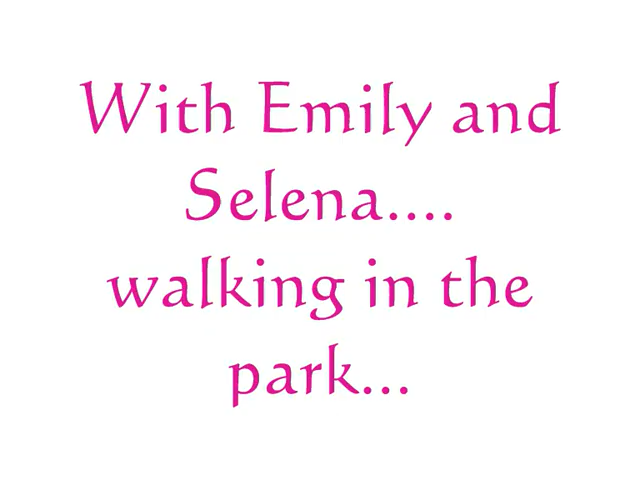 With Emily and
Selena....
walking in the
park...